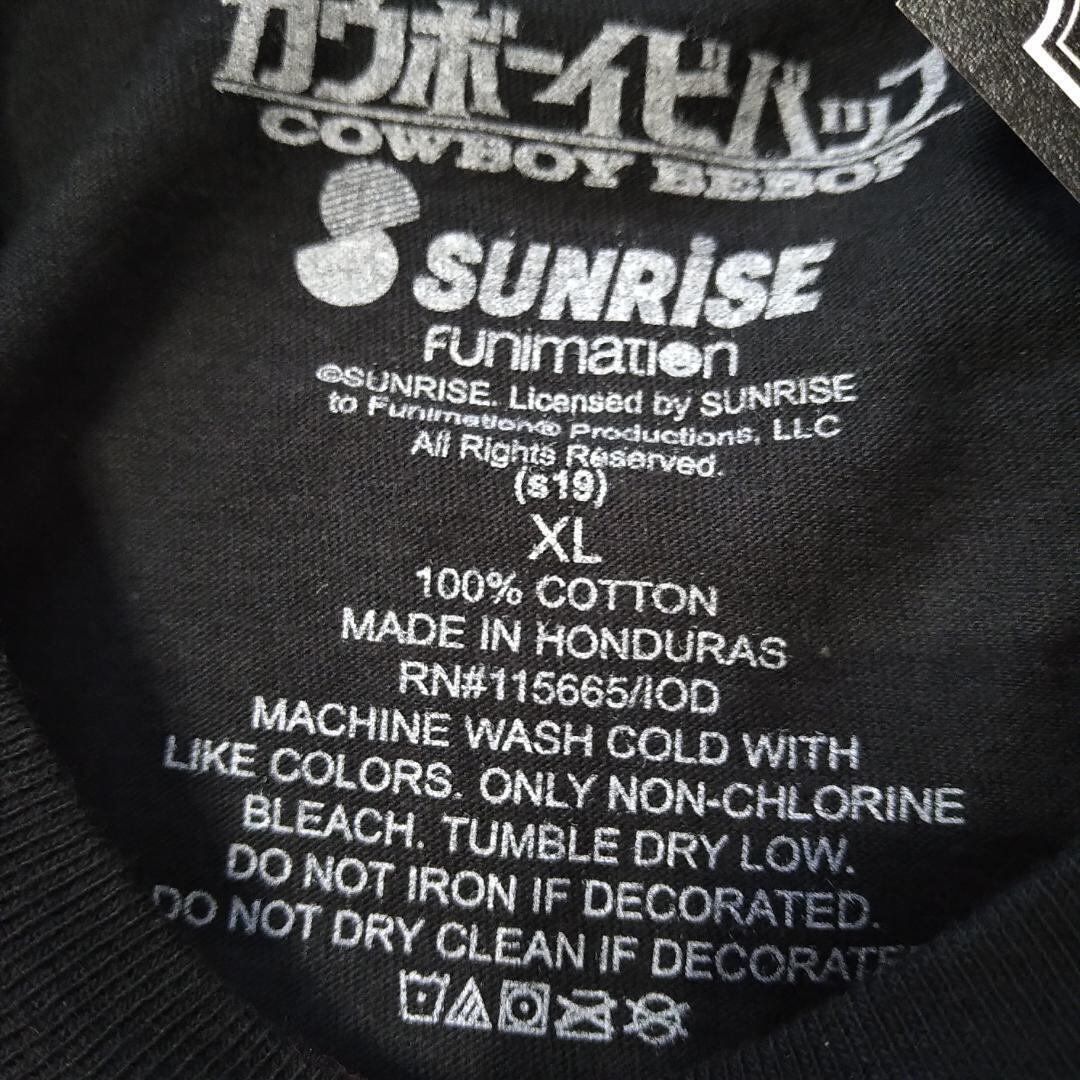 カウボーイビバップ
COWBOY BEBOP
SUNRISE
FUNIMATION
©SUNRISE. Licensed by SUNRISE
to Funimation® Productions, LLC
All Rights Reserved.
(s19)
XL
100% COTTON
MADE IN HONDURAS
RN#115665/IOD
MACHINE WASH COLD WITH
LIKE COLORS. ONLY NON-CHLORINE
BLEACH. TUMBLE DRY LOW.
DO NOT IRON IF DECORATED.
DO NOT DRY CLEAN IF